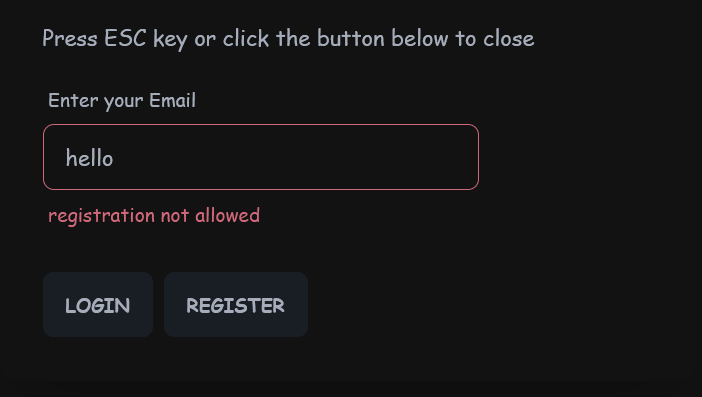 Press ESC key or click the button below to close
Enter your Email
hello
registration not allowed
LOGIN REGISTER